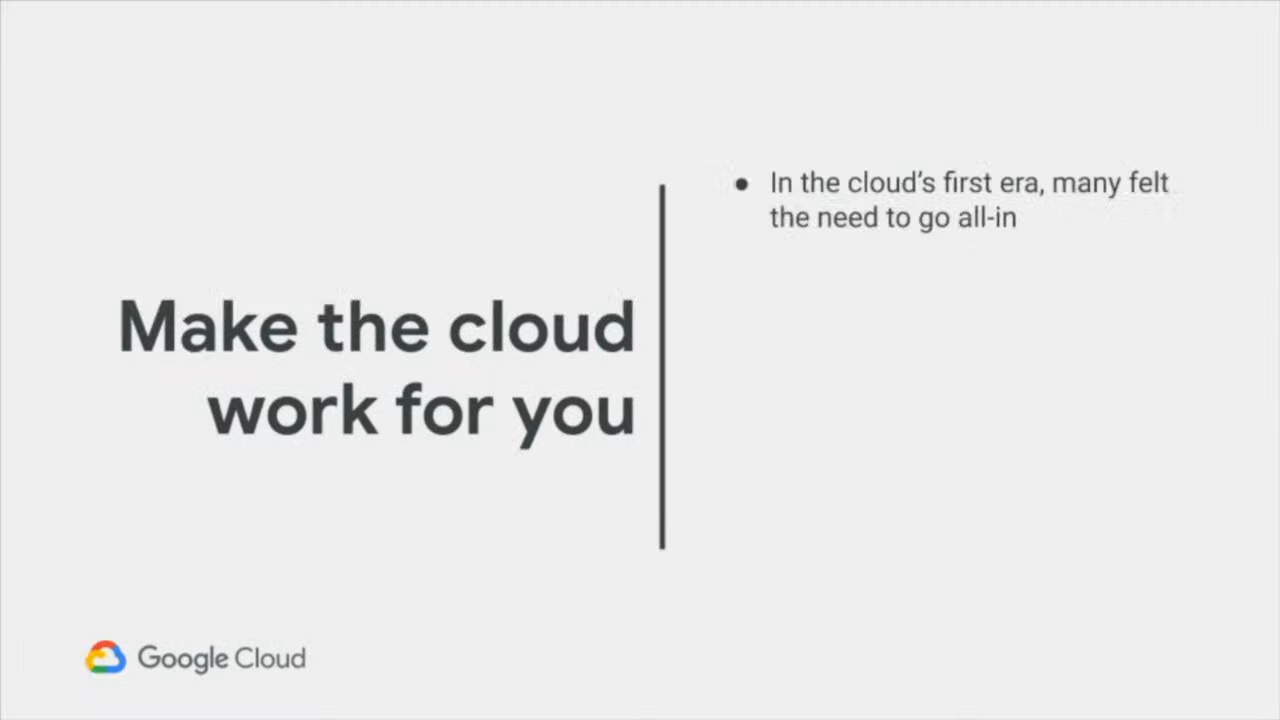 Make the cloud
work for you
● In the cloud’s first era, many felt
the need to go all-in
Google Cloud